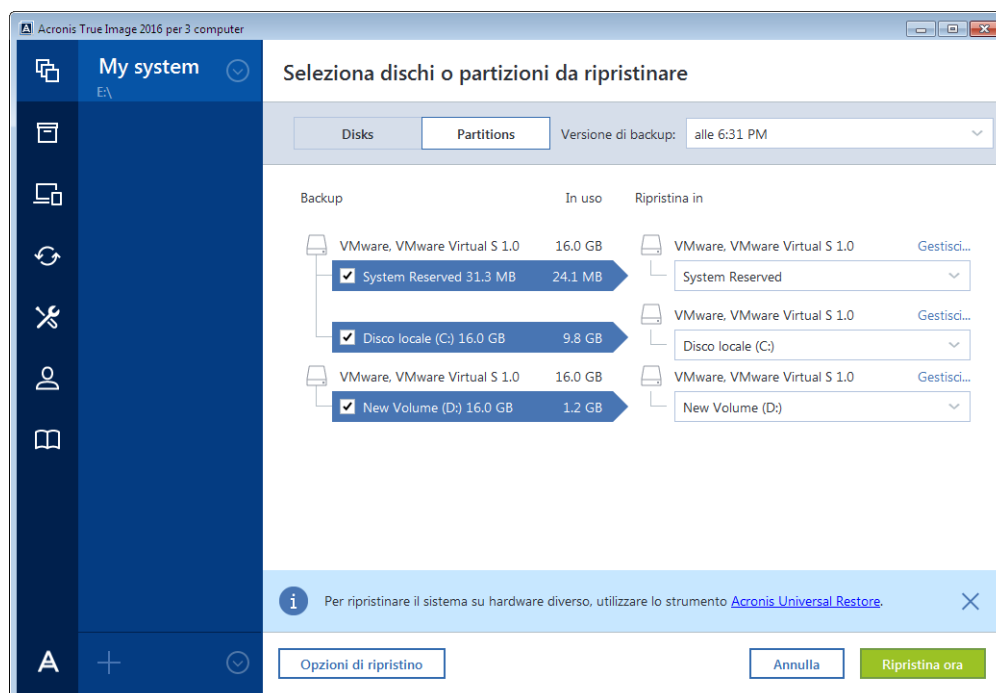 Acronis True Image 2016 per 3 computer
My system
E:\
Seleziona dischi o partizioni da ripristinare
Disks Partitions Versione di backup: alle 6:31 PM
Backup In uso Ripristina in
VMware, VMware Virtual S 1.0 16.0 GB VMware, VMware Virtual S 1.0 Gestisci...
System Reserved 31.3 MB 24.1 MB System Reserved
VMware, VMware Virtual S 1.0 Gestisci...
Disco locale (C:) 16.0 GB 9.8 GB Disco locale (C:)
VMware, VMware Virtual S 1.0 16.0 GB VMware, VMware Virtual S 1.0 Gestisci...
New Volume (D:) 16.0 GB 1.2 GB New Volume (D:)
Per ripristinare il sistema su hardware diverso, utilizzare lo strumento Acronis Universal Restore.
Opzioni di ripristino Annulla Ripristina ora